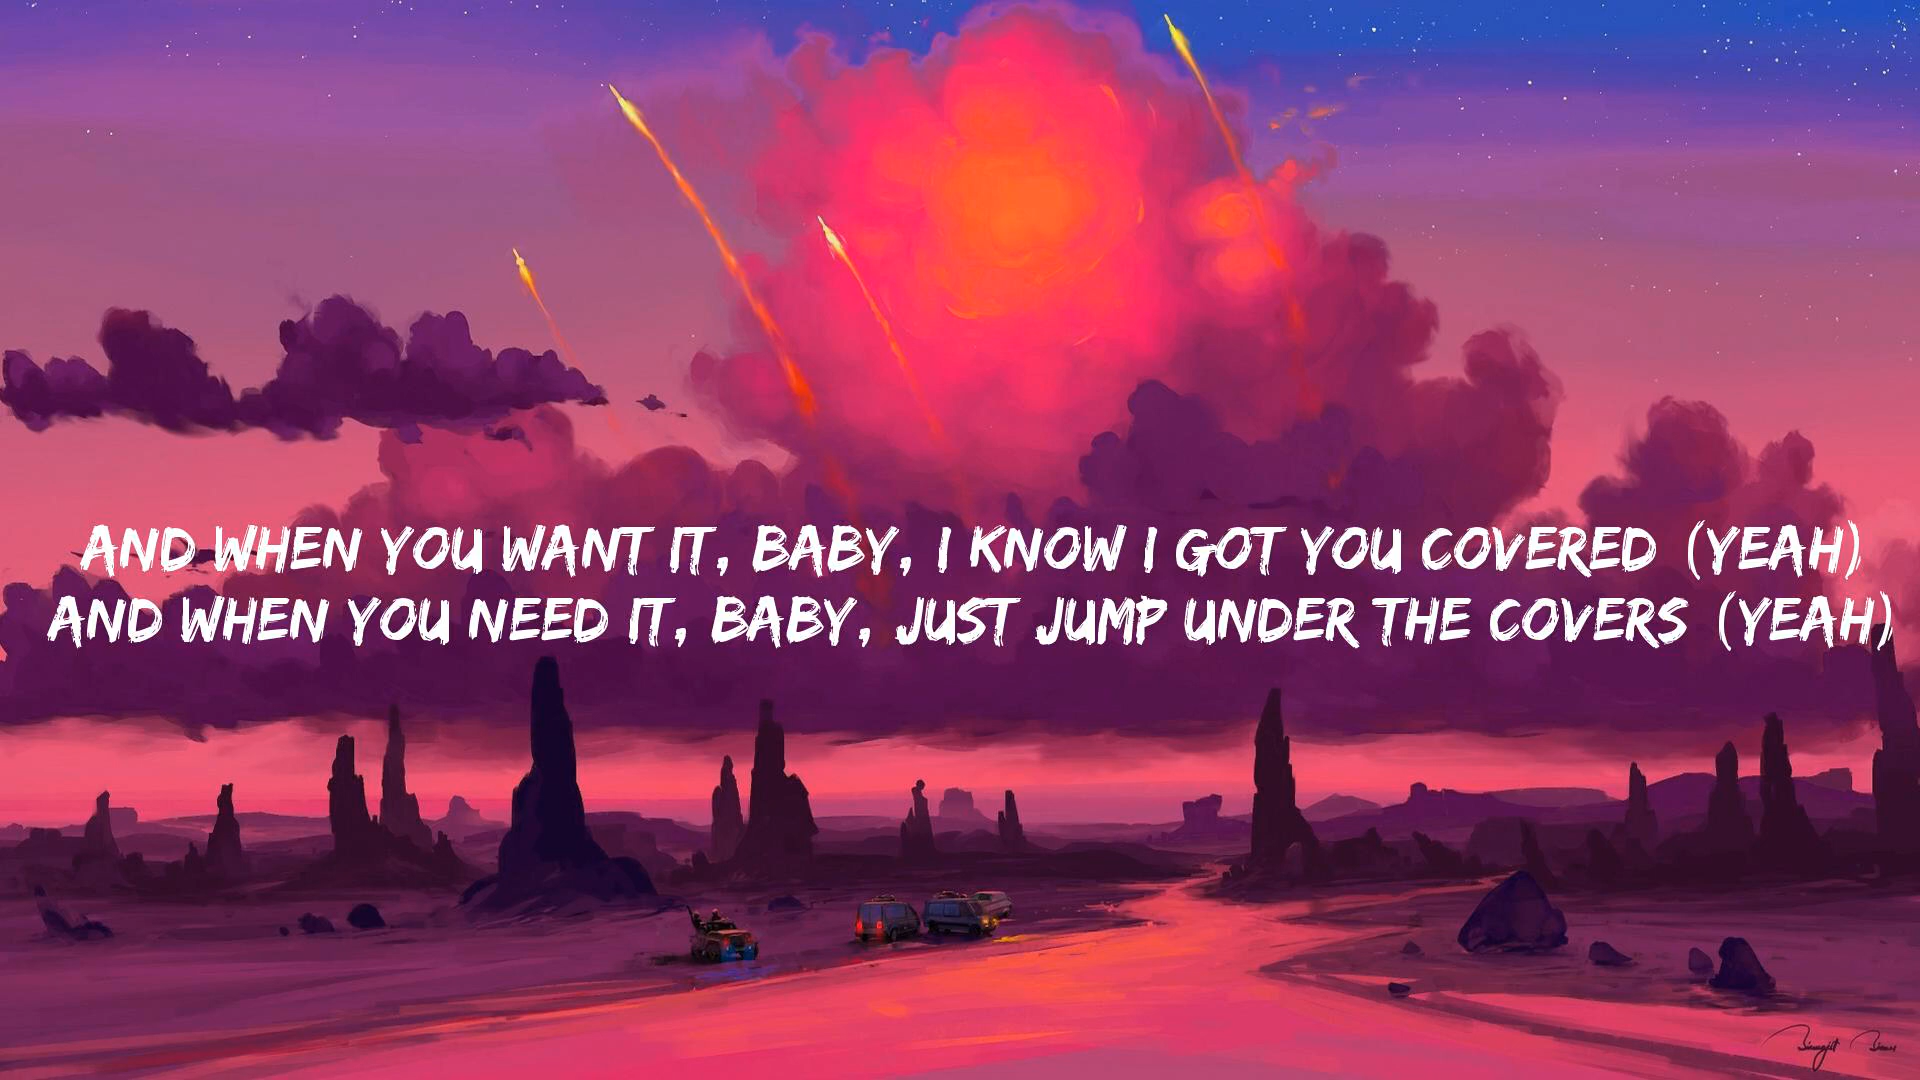 AND WHEN YOU WANT IT, BABY, I KNOW I GOT YOU COVERED (YEAH)
AND WHEN YOU NEED IT, BABY, JUST JUMP UNDER THE COVERS (YEAH)